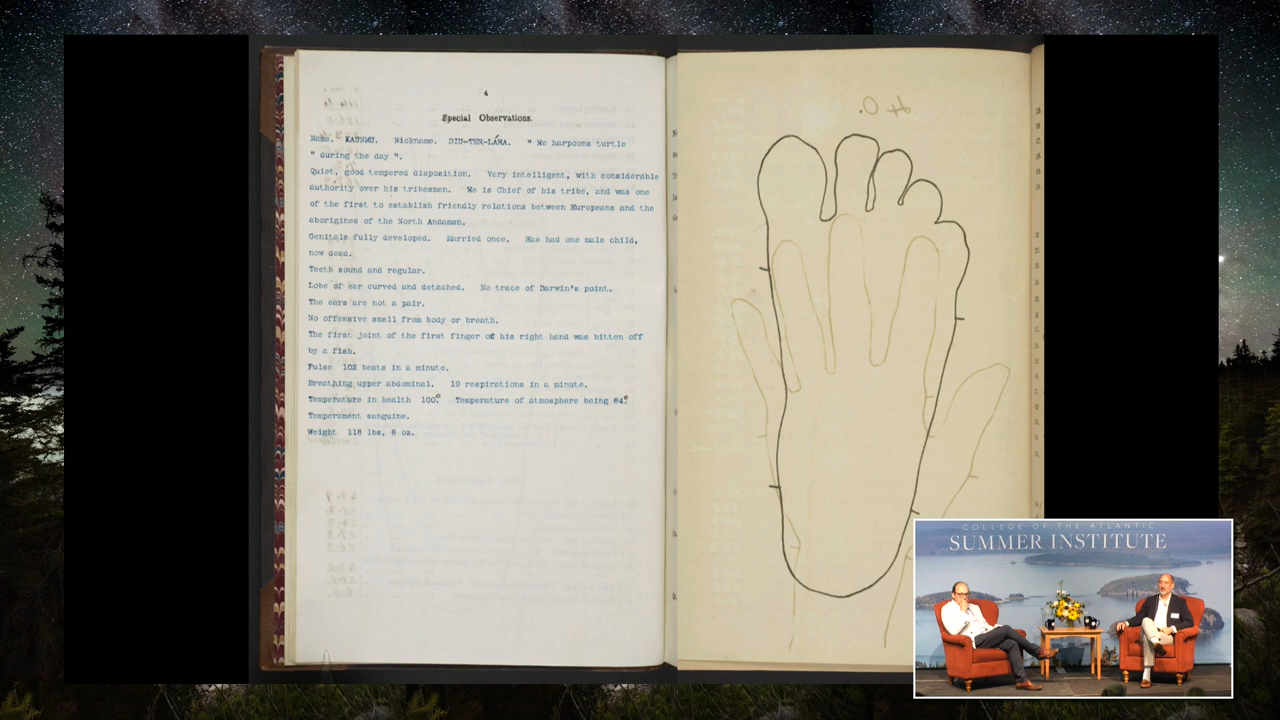 4
Special Observations.
Name. KAUNMU. Nickname. DIU-TER-LÁRA. " He harpoons turtle
" during the day ".
Quiet, good tempered disposition. Very intelligent, with considerable
authority over his tribesmen. He is Chief of his tribe, and was one
of the first to establish friendly relations between Europeans and the
aborigines of the North Andaman.
Genitals fully developed. Married once. Has had one male child,
now dead.
Teeth sound and regular.
Lobe of ear curved and detached. No trace of Darwin's point.
The ears are not a pair.
No offensive smell from body or breath.
The first joint of the first finger of his right hand was bitten off
by a fish.
Pulse 102 beats in a minute.
Breathing upper abdominal. 19 respirations in a minute.
Temperature in health 100°. Temperature of atmosphere being 84°.
Temperament sanguine.
Weight 118 lbs, 8 oz.
COLLEGE OF THE ATLANTIC
SUMMER INSTITUTE